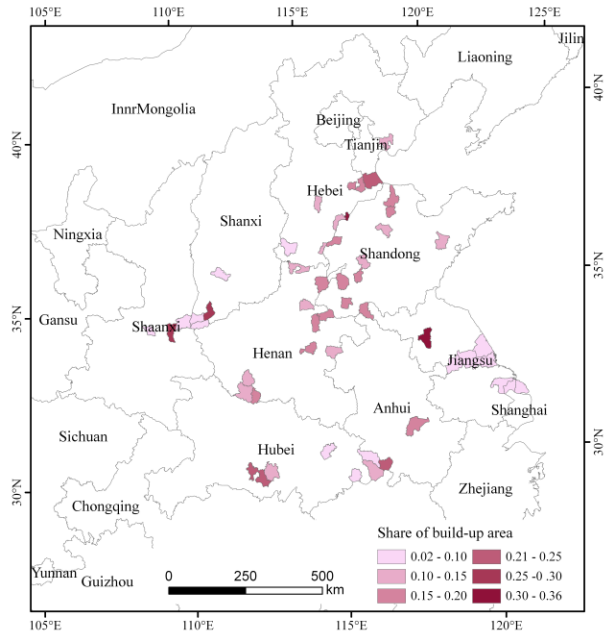 105°E 110°E 115°E 120°E 125°E
Jilin
Liaoning
40°N
InnrMongolia
Beijing
40°N
Tianjin
Hebei
Shanxi
Ningxia
Shandong
35°N
Gansu
Shaanxi
35°N
Henan
Jiangsu
Anhui
Shanghai
Sichuan
Hubei
30°N
Zhejiang
30°N
Chongqing
Share of build-up area
0.02 - 0.10 0.21 - 0.25
0.10 - 0.15 0.25 -0.30
0.15 - 0.20 0.30 - 0.36
Yunnan
Guizhou
0 250 500
km
105°E 110°E 115°E 120°E